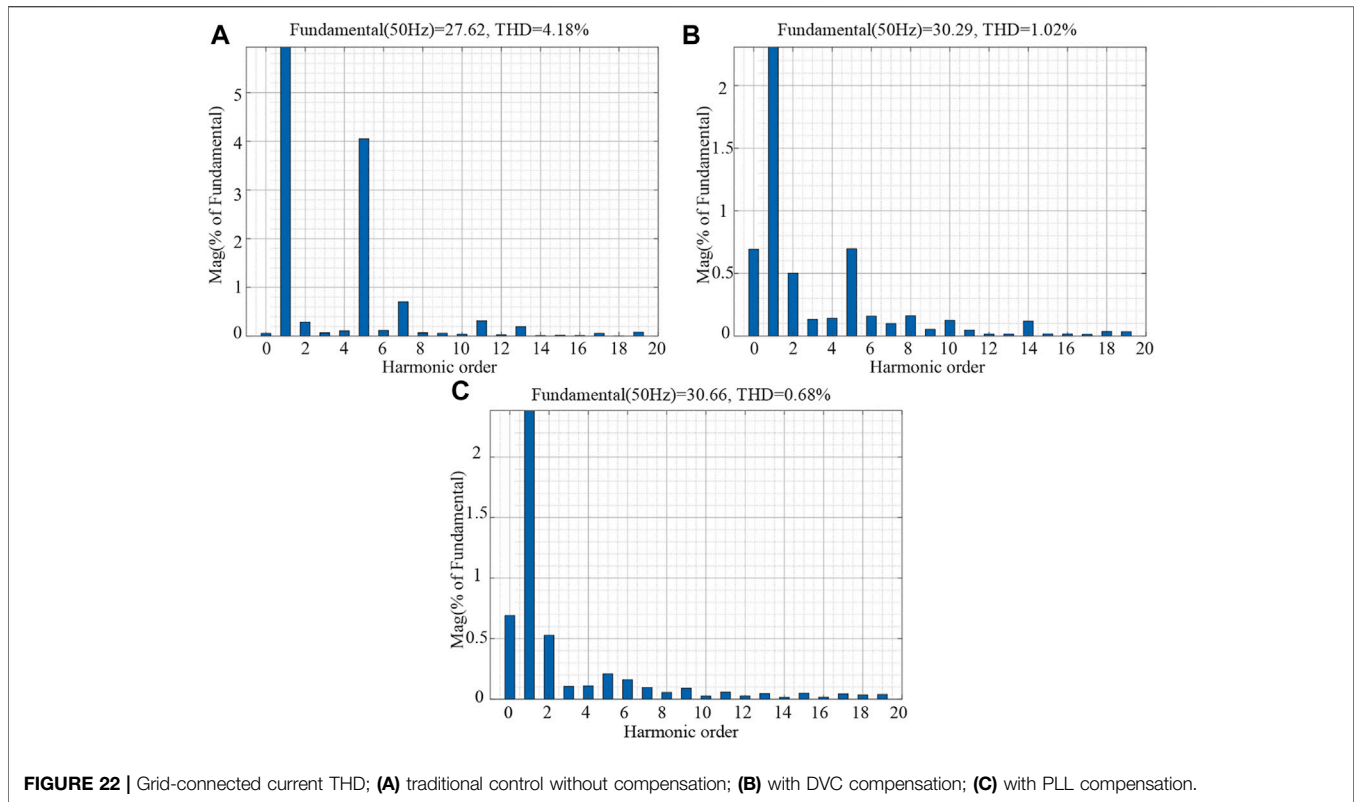 A
Fundamental(50Hz)=27.62, THD=4.18%
Mag(% of Fundamental)
5
4
3
2
1
0
0 2 4 6 8 10 12 14 16 18 20
Harmonic order
B
Fundamental(50Hz)=30.29, THD=1.02%
Mag(% of Fundamental)
2
1.5
1
0.5
0
0 2 4 6 8 10 12 14 16 18 20
Harmonic order
C
Fundamental(50Hz)=30.66, THD=0.68%
Mag(% of Fundamental)
2
1.5
1
0.5
0
0 2 4 6 8 10 12 14 16 18 20
Harmonic order
FIGURE 22 | Grid-connected current THD; (A) traditional control without compensation; (B) with DVC compensation; (C) with PLL compensation.